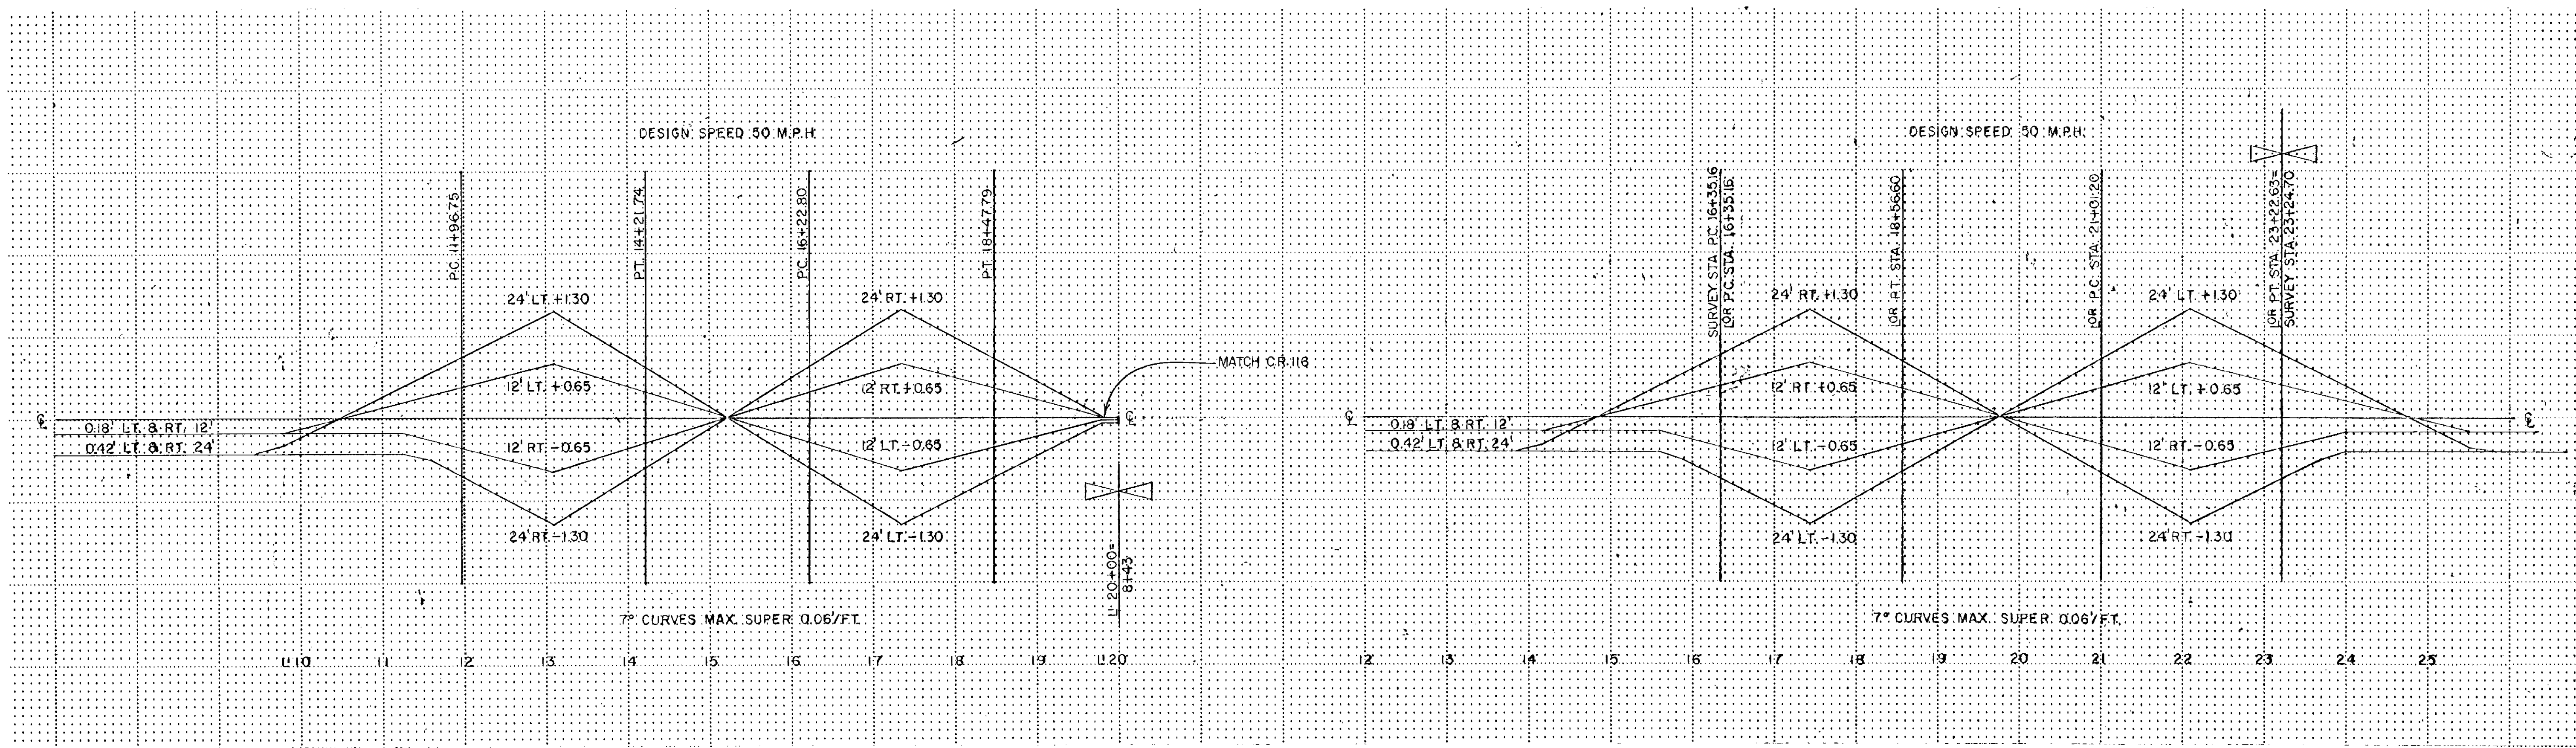 DESIGN SPEED 50 M.P.H.
P.C. 11+96.75
P.T. 14+21.74
P.C. 16+22.80
P.T. 18+47.79
24' LT. +1.30
24' RT. +1.30
12' LT. +0.65
12' RT. +0.65
MATCH C.R. 116
℄
℄
0.18' LT. & RT. 12'
0.42' LT. & RT. 24'
12' RT. -0.65
12' LT. -0.65
24' RT. -1.30
24' LT. -1.30
"L" 20+00=
8+43
7° CURVES MAX. SUPER 0.06'/FT.
"L" 10 11 12 13 14 15 16 17 18 19 "L" 20
DESIGN SPEED 50 M.P.H.
SURVEY STA. P.C. 16+35.16
LOR P.C. STA. 16+35.16
LOR P.T. STA. 18+56.60
LOR P.C. STA. 21+01.20
LOR P.T. STA. 23+22.63=
SURVEY STA. 23+24.70
24' RT. +1.30
24' LT. +1.30
12' RT. +0.65
12' LT. +0.65
℄
℄
0.18' LT. & RT. 12'
0.42' LT. & RT. 24'
12' LT. -0.65
12' RT. -0.65
24' LT. -1.30
24' RT. -1.30
7° CURVES MAX. SUPER 0.06'/FT.
12 13 14 15 16 17 18 19 20 21 22 23 24 25